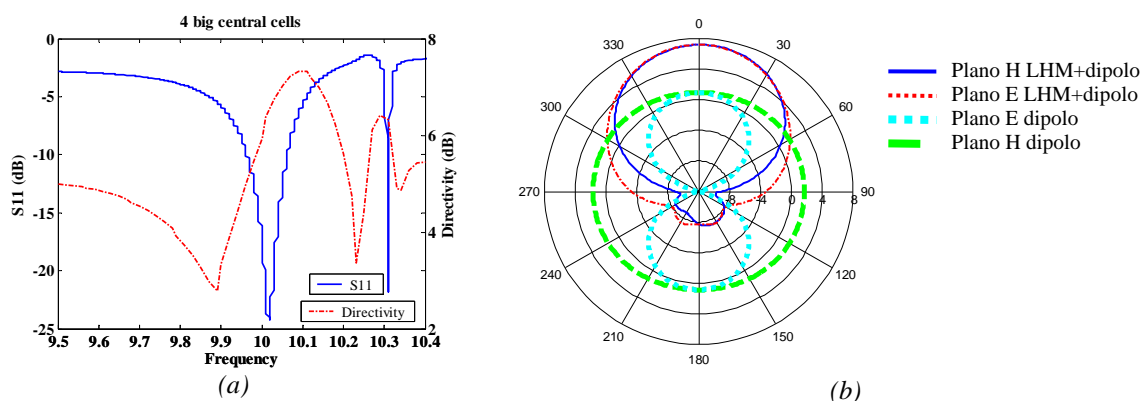 4 big central cells
0
-5
-10
-15
-20
-25
S11 (dB)
8
6
4
2
Directivity (dB)
S11
Directivity
9.5 9.6 9.7 9.8 9.9 10 10.1 10.2 10.3 10.4
Frequency
(a)
0
30
60
90
120
150
180
210
240
270
300
330
-8 -4 0 4 8
Plano H LHM+dipolo
Plano E LHM+dipolo
Plano E dipolo
Plano H dipolo
(b)